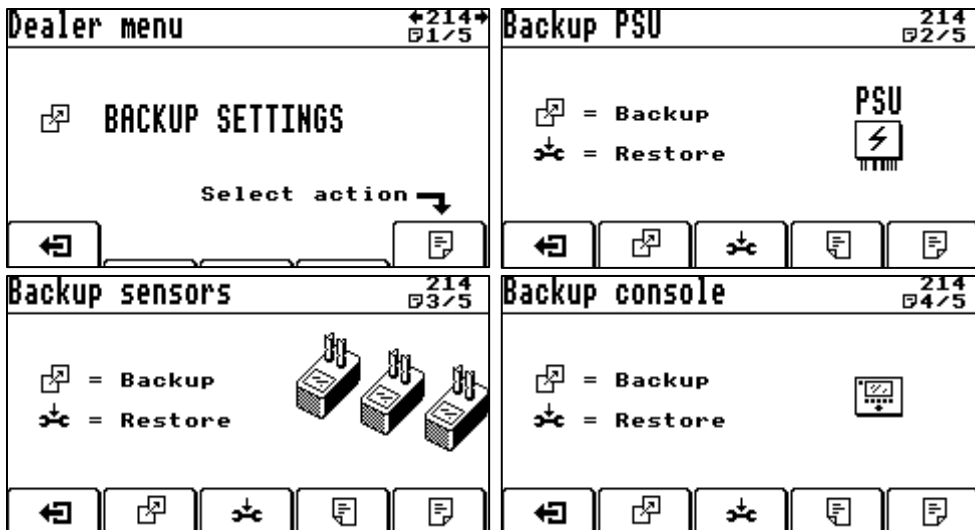 Dealer menu
214
1/5
BACKUP SETTINGS
Select action
Backup PSU
214
2/5
PSU
= Backup
= Restore
Backup sensors
214
3/5
= Backup
= Restore
Backup console
214
4/5
= Backup
= Restore